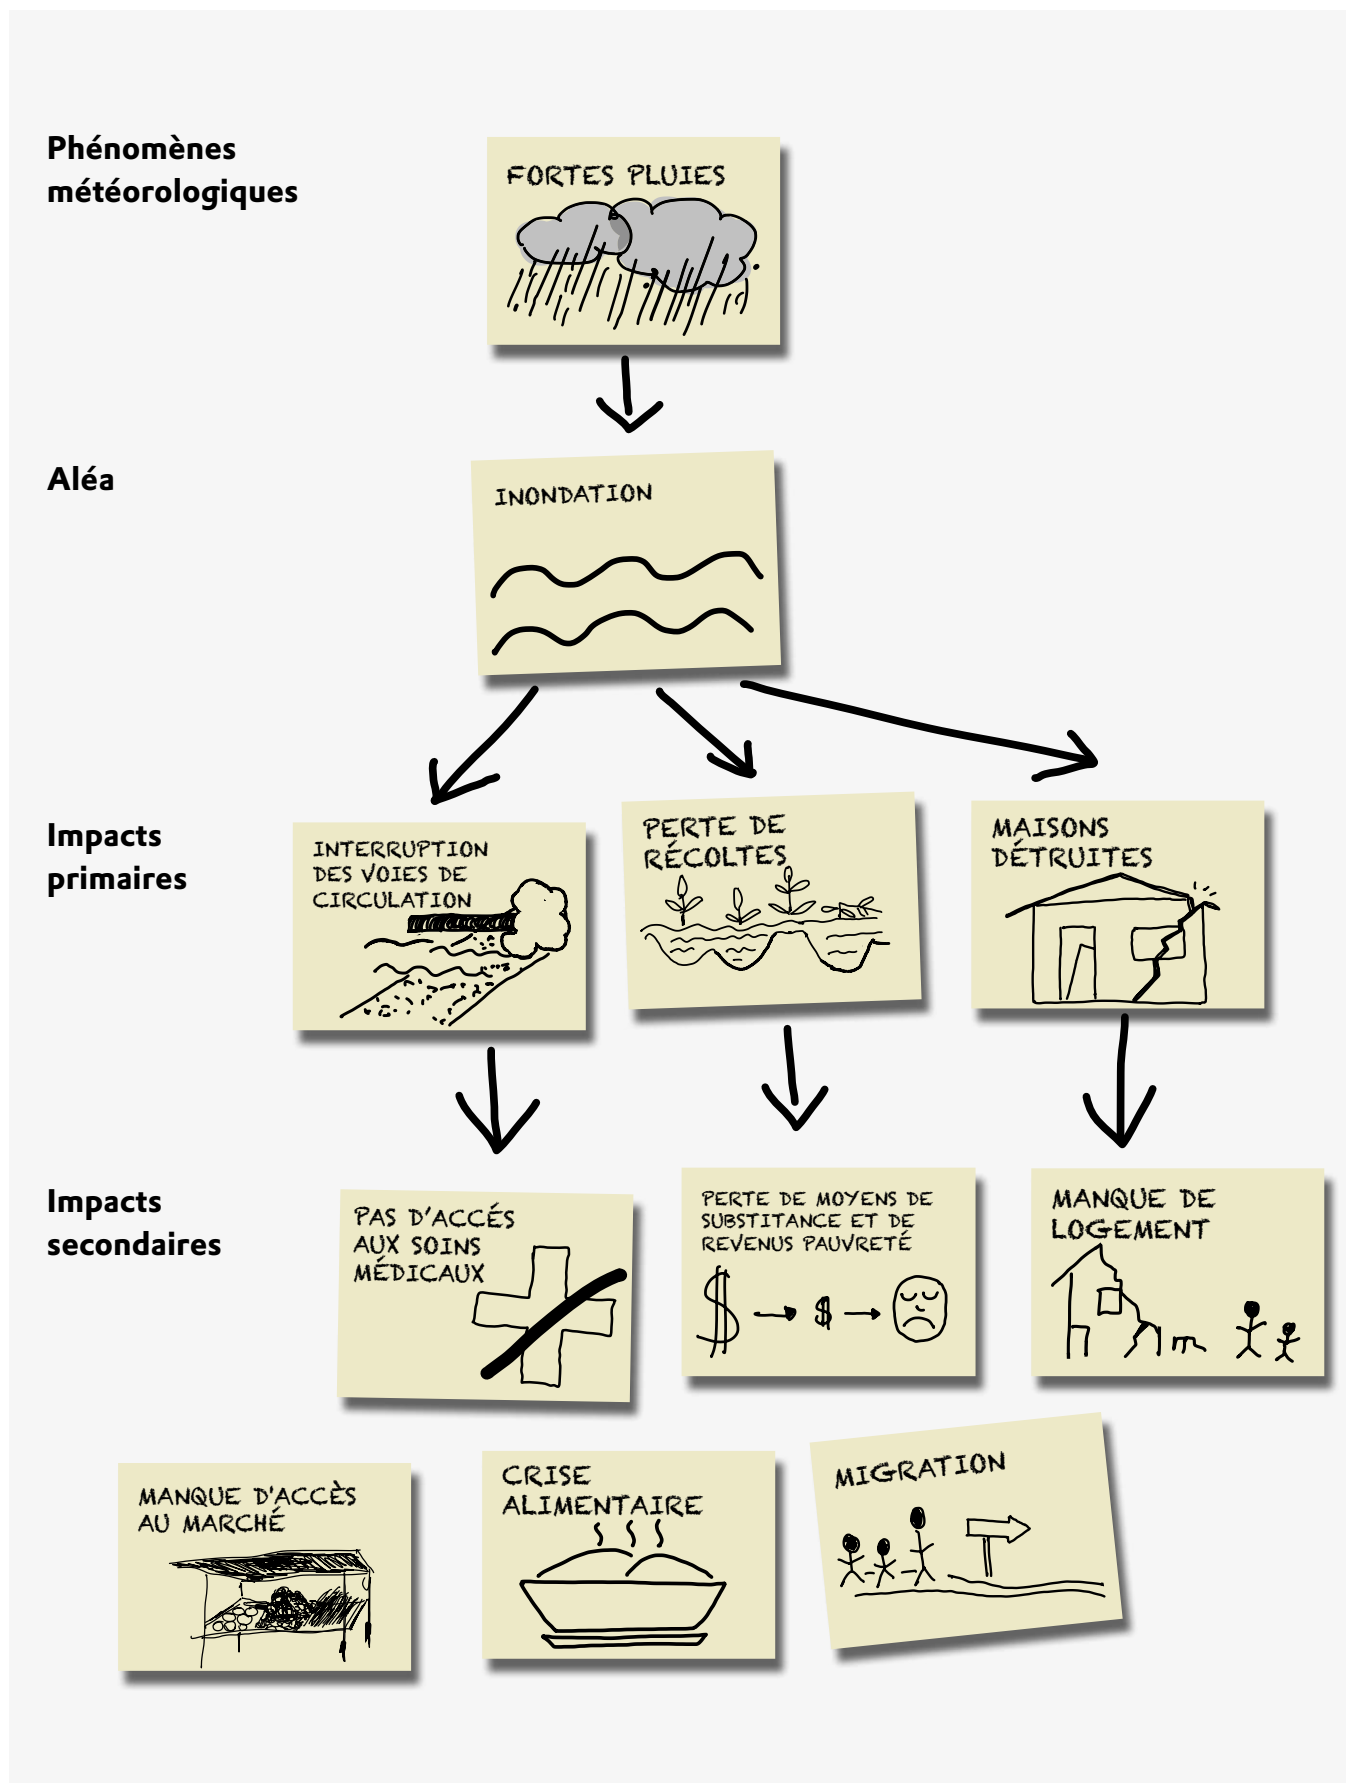 Phénomènes
météorologiques
FORTES PLUIES
Aléa
INONDATION
Impacts
primaires
INTERRUPTION
DES VOIES DE
CIRCULATION
PERTE DE
RÉCOLTES
MAISONS
DÉTRUITES
Impacts
secondaires
PAS D'ACCÉS
AUX SOINS
MÉDICAUX
PERTE DE MOYENS DE
SUBSTITANCE ET DE
REVENUS PAUVRETÉ
$ $
MANQUE DE
LOGEMENT
MANQUE D'ACCÈS
AU MARCHÉ
CRISE
ALIMENTAIRE
MIGRATION